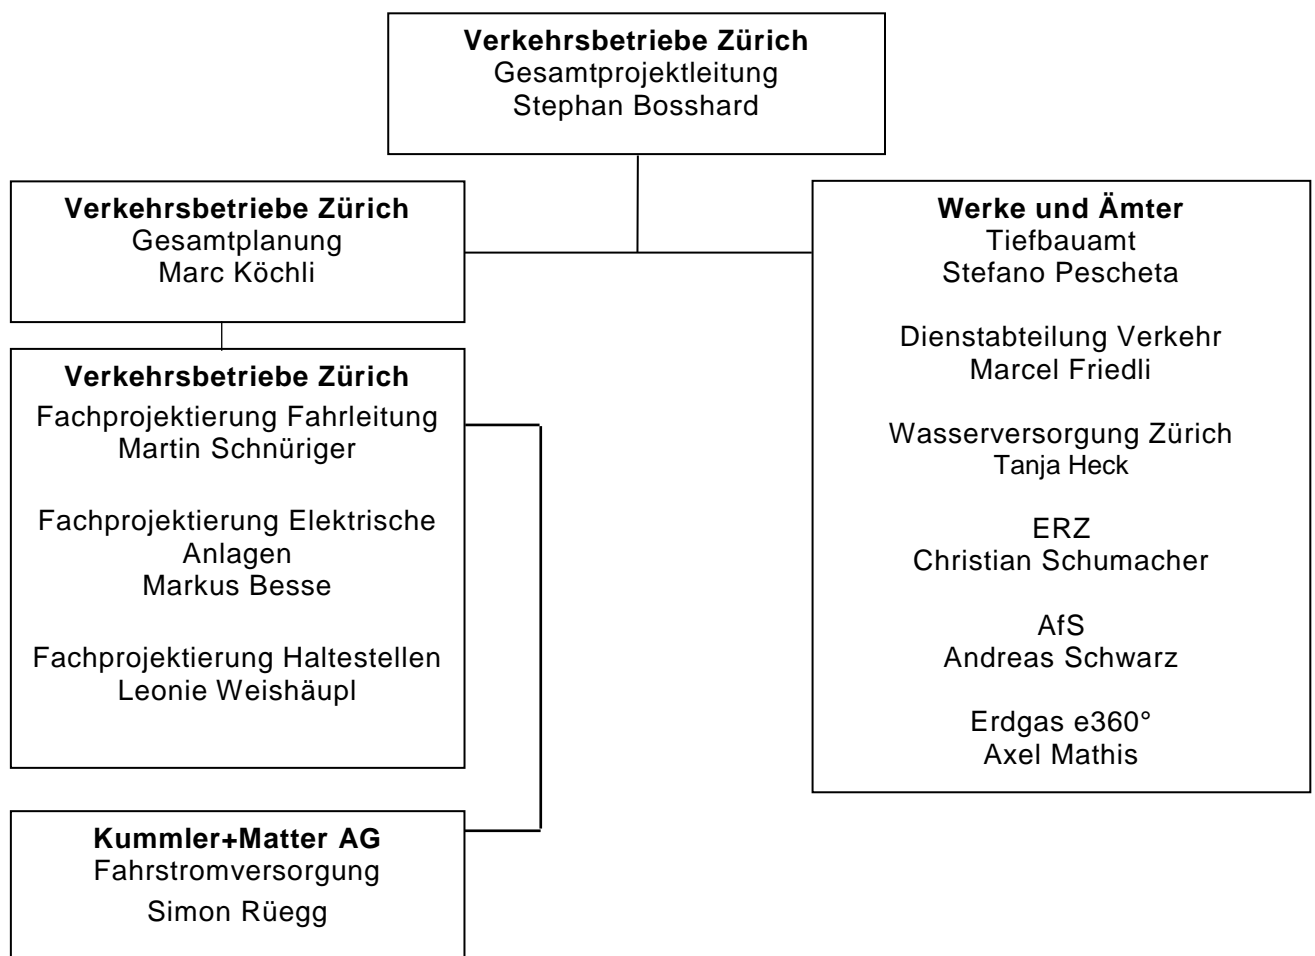 Verkehrsbetriebe Zürich
Gesamtprojektleitung
Stephan Bosshard
Verkehrsbetriebe Zürich
Gesamtplanung
Marc Köchli
Verkehrsbetriebe Zürich
Fachprojektierung Fahrleitung
Martin Schnüriger
Fachprojektierung Elektrische
Anlagen
Markus Besse
Fachprojektierung Haltestellen
Leonie Weishäupl
Kummler+Matter AG
Fahrstromversorgung
Simon Rüegg
Werke und Ämter
Tiefbauamt
Stefano Pescheta
Dienstabteilung Verkehr
Marcel Friedli
Wasserversorgung Zürich
Tanja Heck
ERZ
Christian Schumacher
AfS
Andreas Schwarz
Erdgas e360°
Axel Mathis